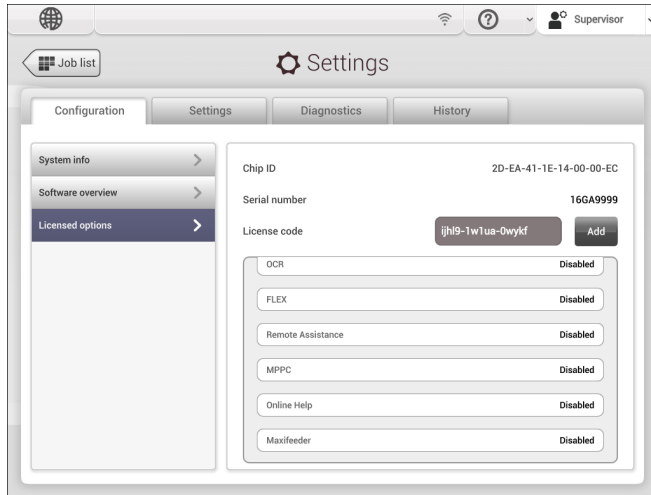 Supervisor
Job list
Settings
Configuration
Settings
Diagnostics
History
System info
Software overview
Licensed options
Chip ID 2D-EA-41-1E-14-00-00-EC
Serial number 16GA9999
License code ijhl9-1w1ua-0wykf Add
OCR Disabled
FLEX Disabled
Remote Assistance Disabled
MPPC Disabled
Online Help Disabled
Maxifeeder Disabled